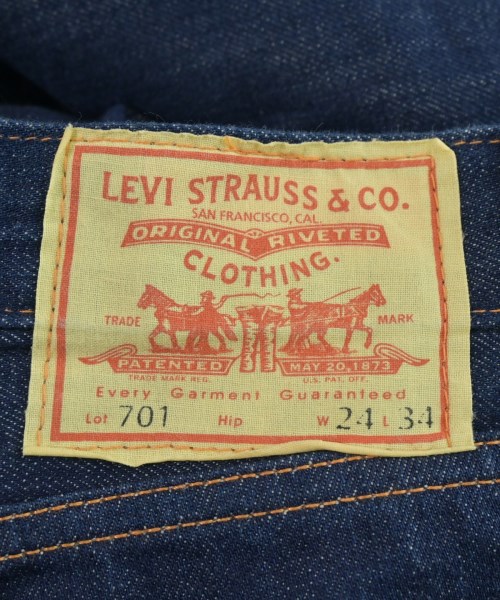 LEVI STRAUSS & CO.
SAN FRANCISCO, CAL.
ORIGINAL RIVETED
CLOTHING.
TRADE MARK
PATENTED MAY 20, 1873
TRADE MARK REG. U.S. PAT. OFF.
Every Garment Guaranteed
Lot 701 Hip W 24 L 34